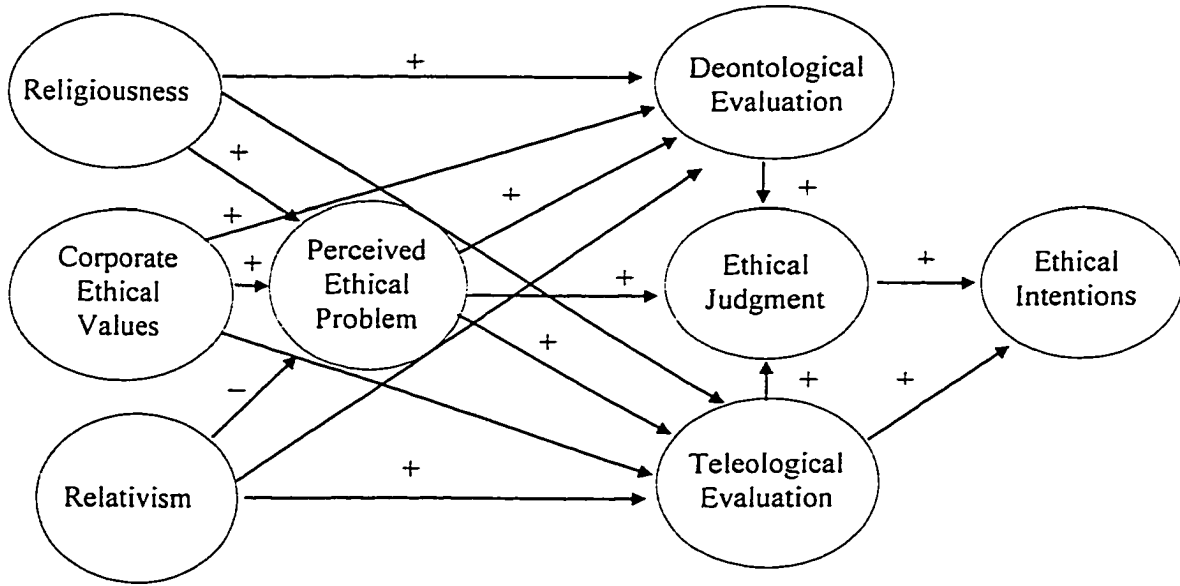 Religiousness
+
Deontological
Evaluation
+
+
+
+
Corporate
Ethical
Values
+
Perceived
Ethical
Problem
+
Ethical
Judgment
+
Ethical
Intentions
+
−
+
+
Relativism
+
Teleological
Evaluation